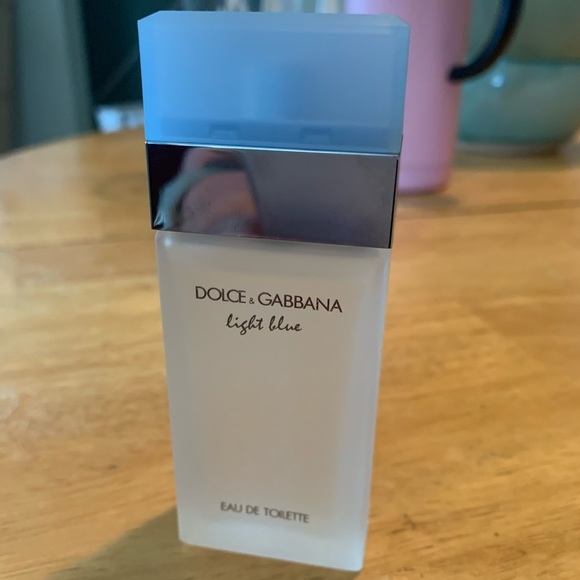 DOLCE & GABBANA
light blue
EAU DE TOILETTE